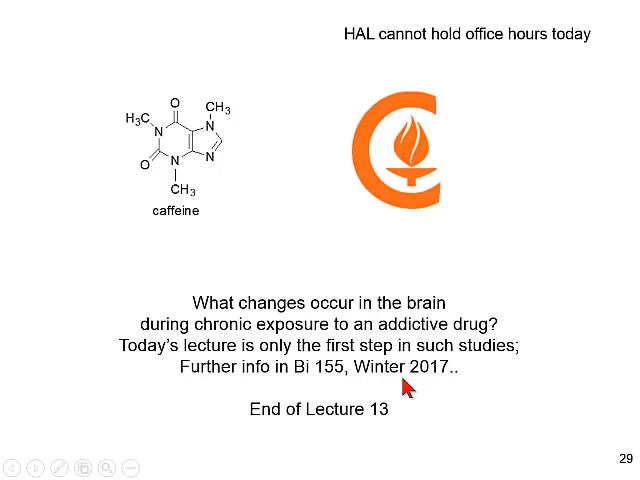 HAL cannot hold office hours today
O
CH3
H3C
N
N
O
N
N
CH3
caffeine
What changes occur in the brain
during chronic exposure to an addictive drug?
Today's lecture is only the first step in such studies;
Further info in Bi 155, Winter 2017..
End of Lecture 13
29